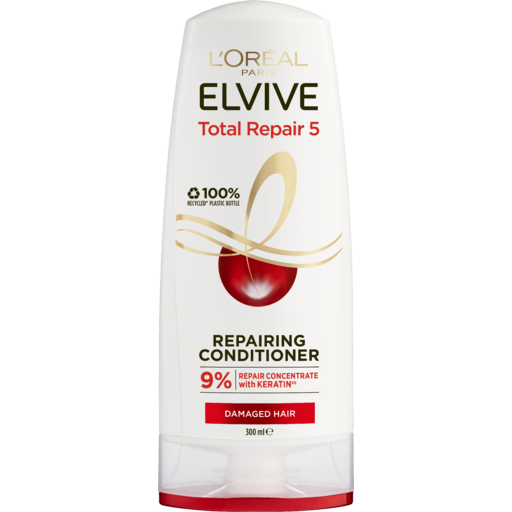 L'ORÉAL
PARIS
ELVIVE
Total Repair 5
100%
RECYCLED* PLASTIC BOTTLE
REPAIRING
CONDITIONER
9% REPAIR CONCENTRATE
with KERATIN**
DAMAGED HAIR
300 ml ℮